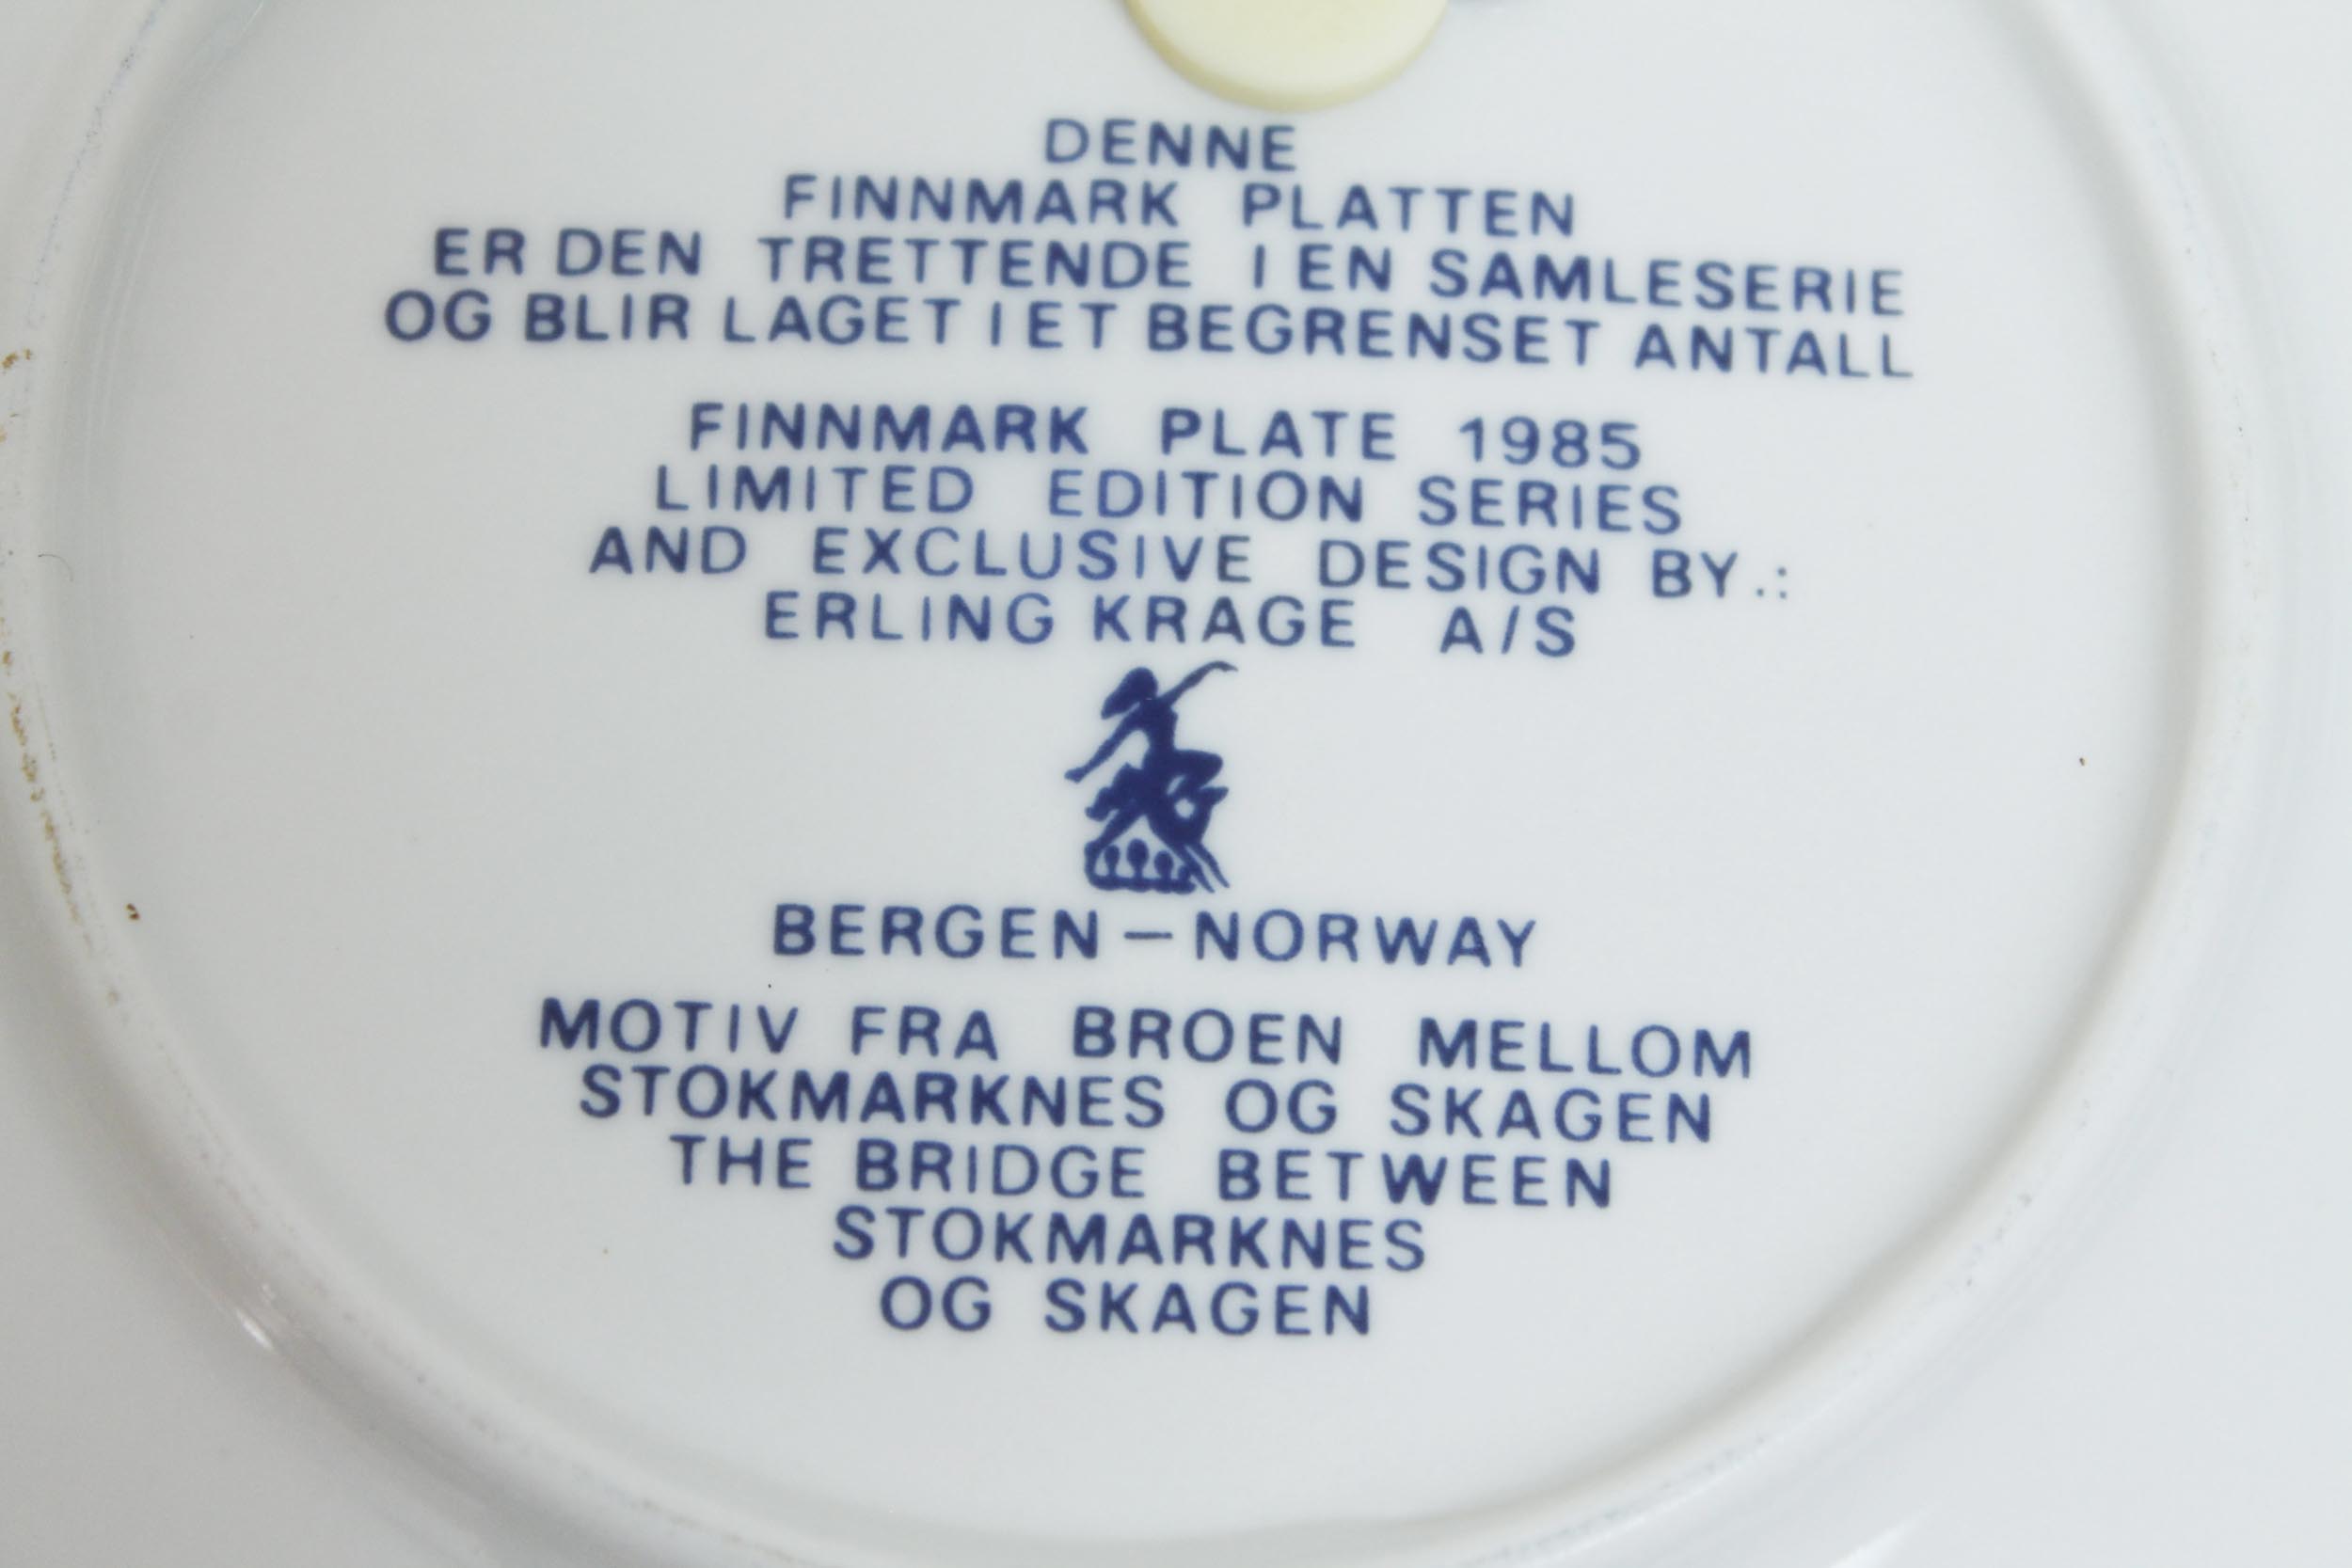 DENNE
FINNMARK PLATTEN
ER DEN TRETTENDE I EN SAMLESERIE
OG BLIR LAGET I ET BEGRENSET ANTALL
FINNMARK PLATE 1985
LIMITED EDITION SERIES
AND EXCLUSIVE DESIGN BY.:
ERLING KRAGE A/S
BERGEN – NORWAY
MOTIV FRA BROEN MELLOM
STOKMARKNES OG SKAGEN
THE BRIDGE BETWEEN
STOKMARKNES
OG SKAGEN